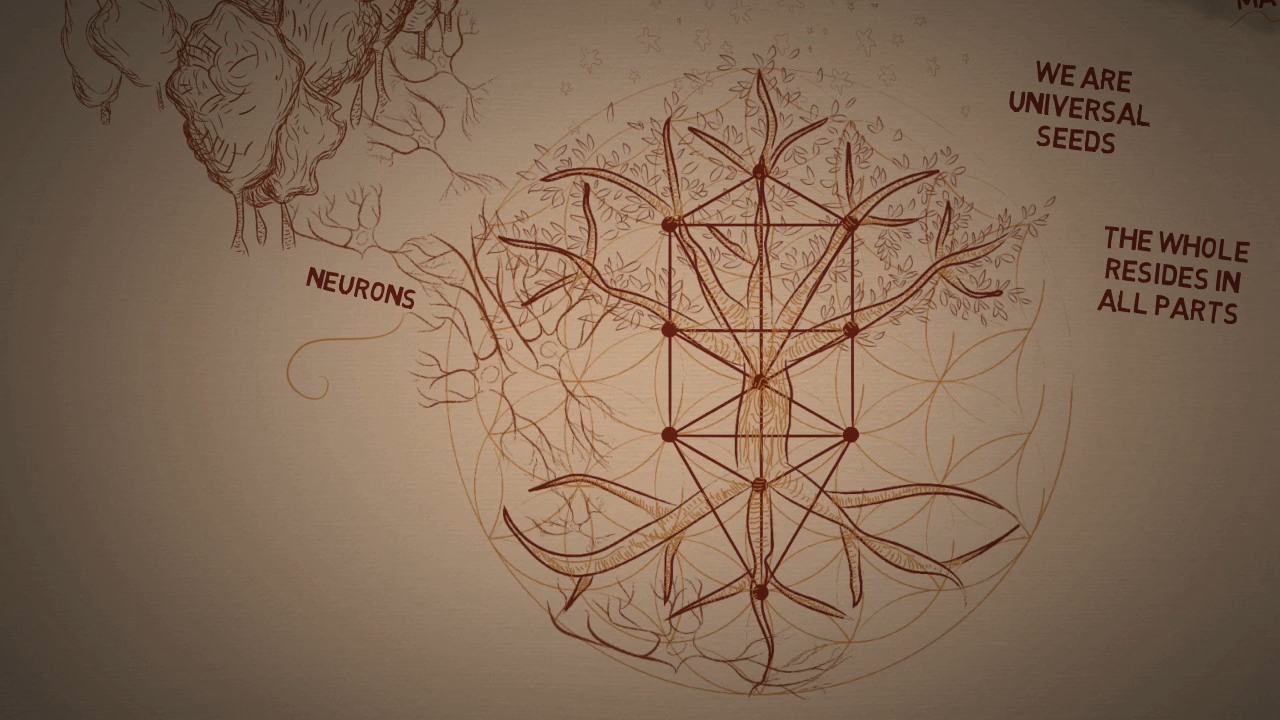 WE ARE
UNIVERSAL
SEEDS
THE WHOLE
RESIDES IN
ALL PARTS
NEURONS